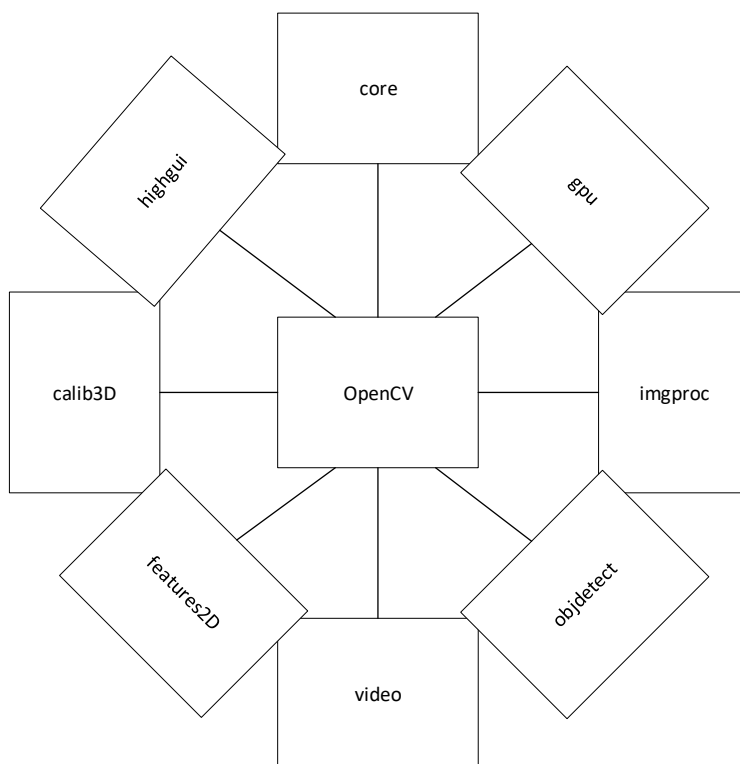 core
highgui
gpu
calib3D
OpenCV
imgproc
features2D
objdetect
video